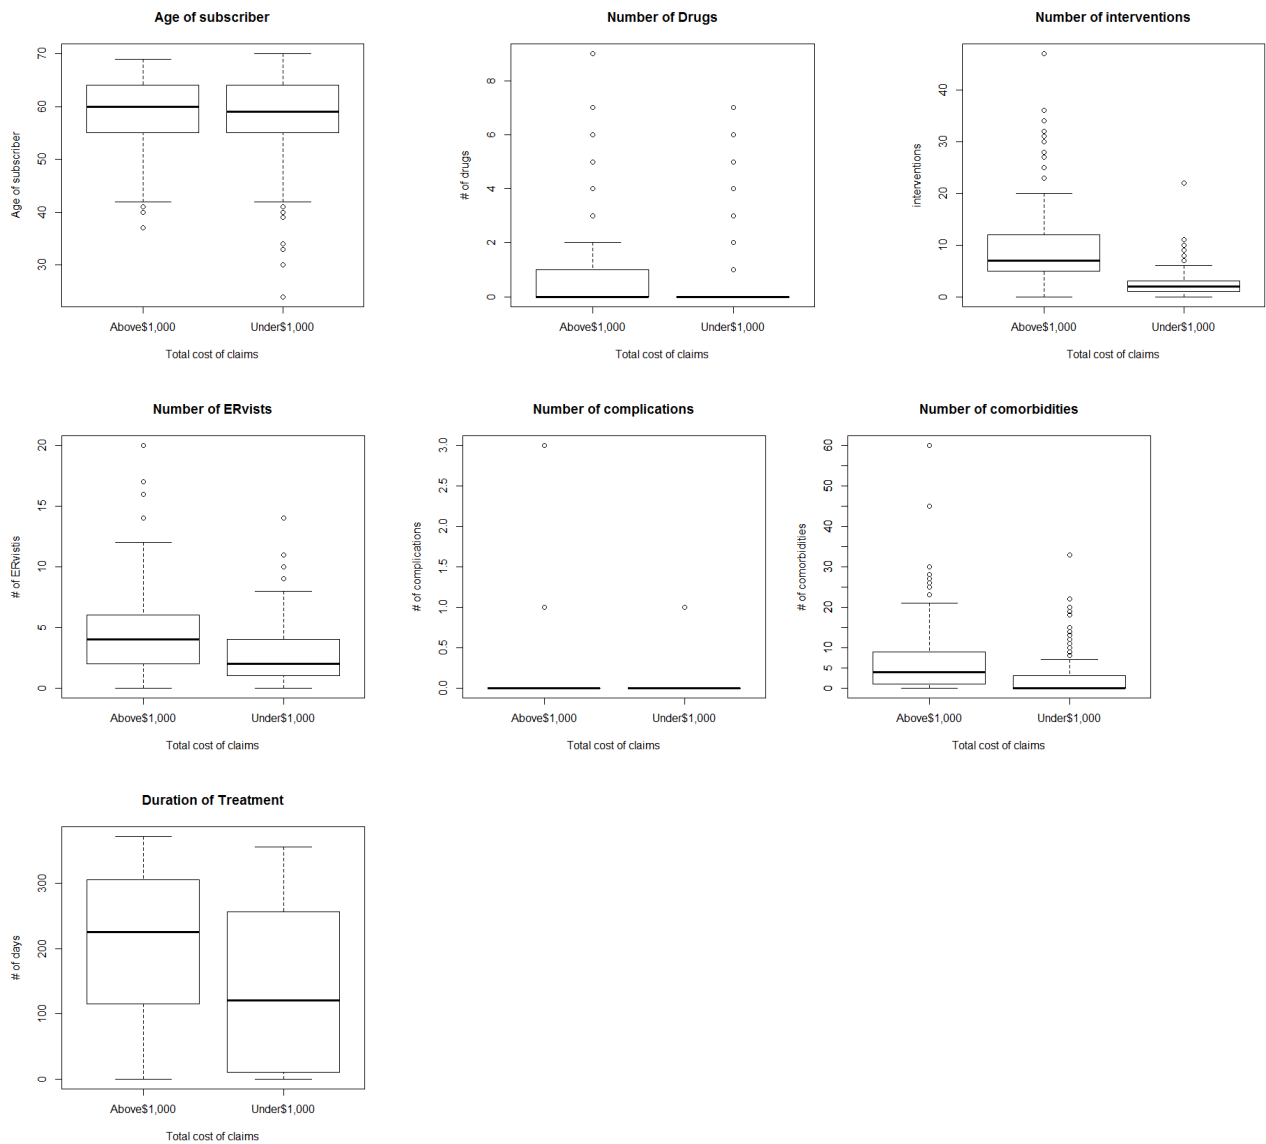 Age of subscriber
Age of subscriber
70
60
50
40
30
Above$1,000 Under$1,000
Total cost of claims
Number of Drugs
# of drugs
8
6
4
2
0
Above$1,000 Under$1,000
Total cost of claims
Number of interventions
interventions
40
30
20
10
0
Above$1,000 Under$1,000
Total cost of claims
Number of ERvists
# of ERvistis
20
15
10
5
0
Above$1,000 Under$1,000
Total cost of claims
Number of complications
# of complications
3.0
2.5
2.0
1.5
1.0
0.5
0.0
Above$1,000 Under$1,000
Total cost of claims
Number of comorbidities
# of comorbidities
60
50
40
30
20
10
5
0
Above$1,000 Under$1,000
Total cost of claims
Duration of Treatment
# of days
300
200
100
0
Above$1,000 Under$1,000
Total cost of claims